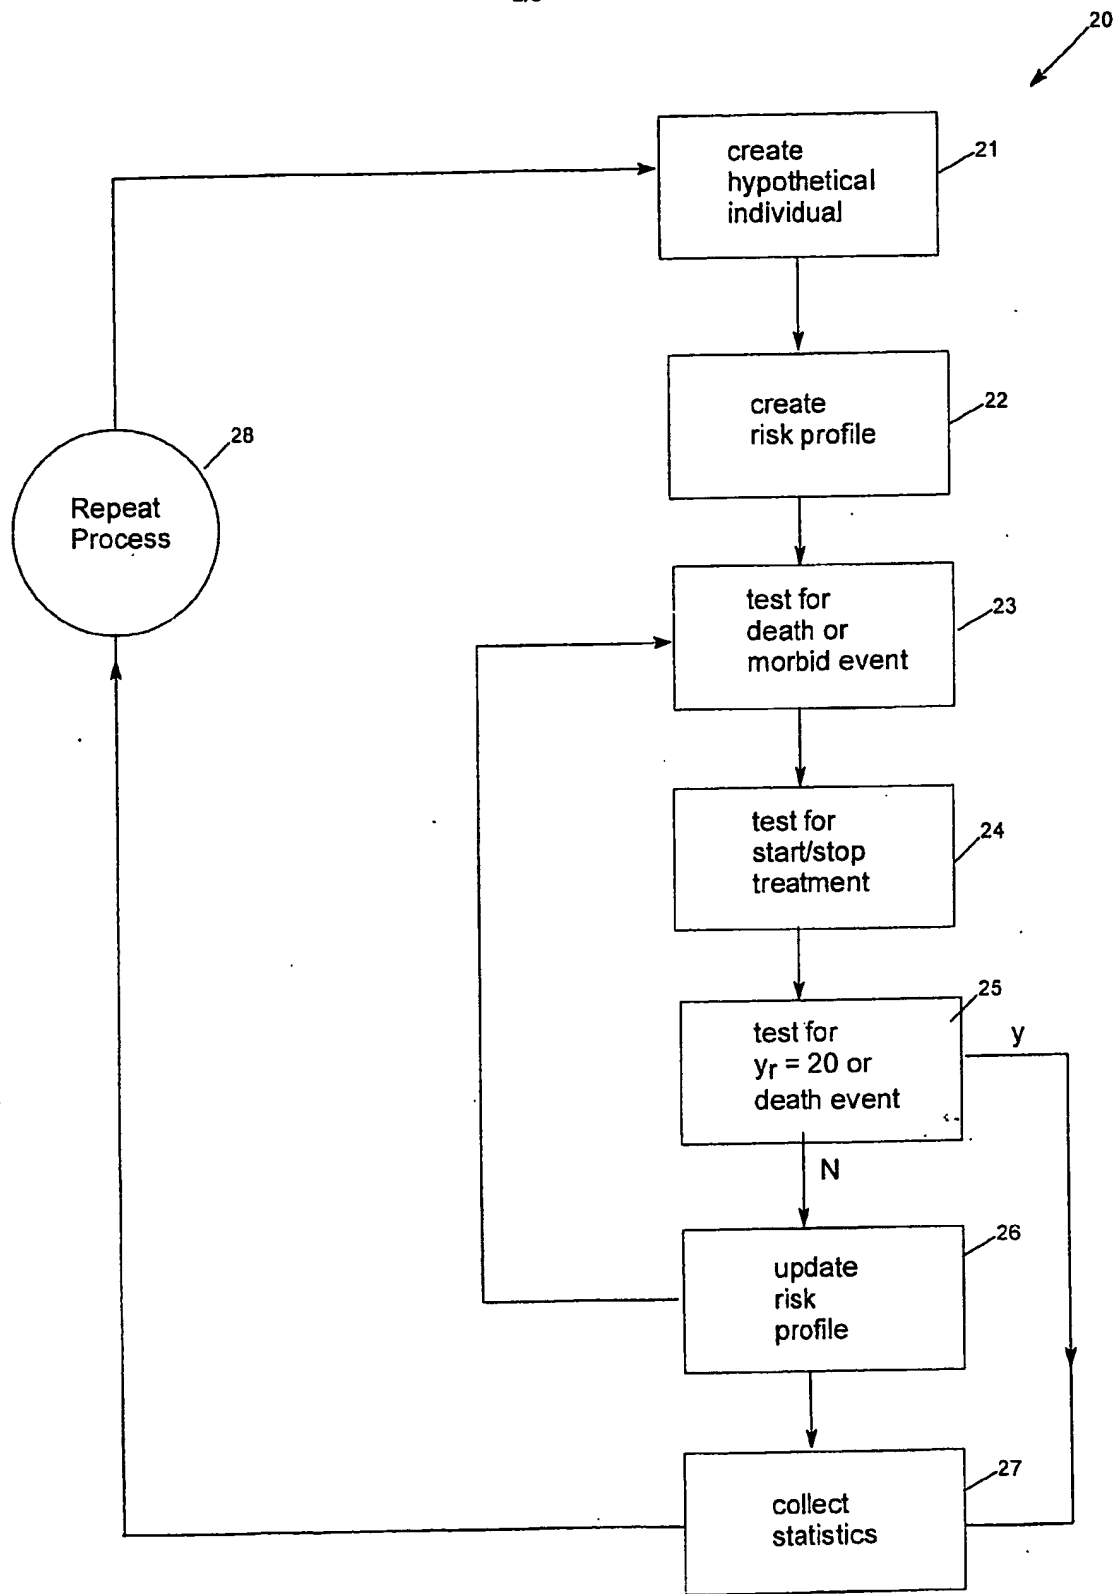 20
create
hypothetical
individual
21
create
risk profile
22
Repeat
Process
28
test for
death or
morbid event
23
test for
start/stop
treatment
24
test for
yr = 20 or
death event
25
y
N
update
risk
profile
26
collect
statistics
27